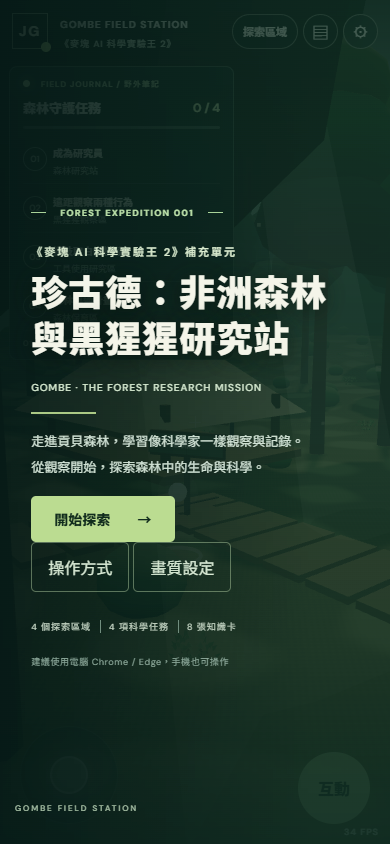 JG
GOMBE FIELD STATION
《麥塊 AI 科學實驗王 2》
探索區域
FIELD JOURNAL / 野外筆記
森林守護任務
0 / 4
01
成為研究員
森林研究站
FOREST EXPEDITION 001
《麥塊 AI 科學實驗王 2》補充單元
珍古德：非洲森林
與黑猩猩研究站
GOMBE · THE FOREST RESEARCH MISSION
走進貢貝森林，學習像科學家一樣觀察與記錄。
從觀察開始，探索森林中的生命與科學。
開始探索 →
操作方式
畫質設定
4 個探索區域
4 項科學任務
8 張知識卡
建議使用電腦 Chrome / Edge，手機也可操作
互動
GOMBE FIELD STATION
34 FPS